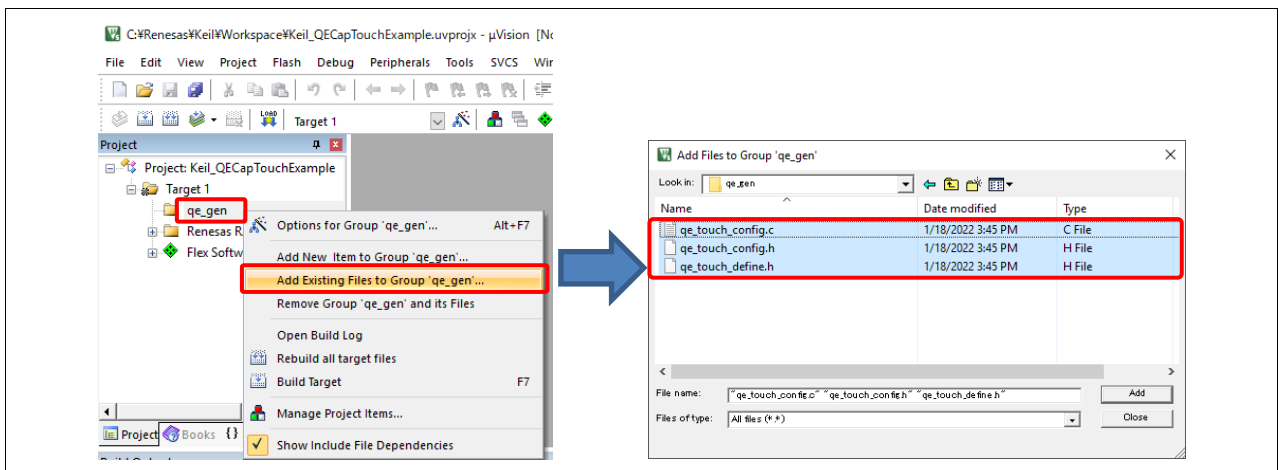 C:¥Renesas¥Keil¥Workspace¥Keil_QECapTouchExample.uvprojx - µVision [Nc
File Edit View Project Flash Debug Peripherals Tools SVCS Wir
LOAD Target 1
Project
Project: Keil_QECapTouchExample
Target 1
qe_gen
Renesas R
Flex Softw
Options for Group 'qe_gen'... Alt+F7
Add New Item to Group 'qe_gen'...
Add Existing Files to Group 'qe_gen'...
Remove Group 'qe_gen' and its Files
Open Build Log
Rebuild all target files
Build Target F7
Manage Project Items...
Show Include File Dependencies
Project Books {}
Add Files to Group 'qe_gen'
Look in: qe_gen
Name Date modified Type
qe_touch_config.c 1/18/2022 3:45 PM C File
qe_touch_config.h 1/18/2022 3:45 PM H File
qe_touch_define.h 1/18/2022 3:45 PM H File
File name: "qe_touch_config.c" "qe_touch_config.h" "qe_touch_define.h" Add
Files of type: All files (*.*) Close